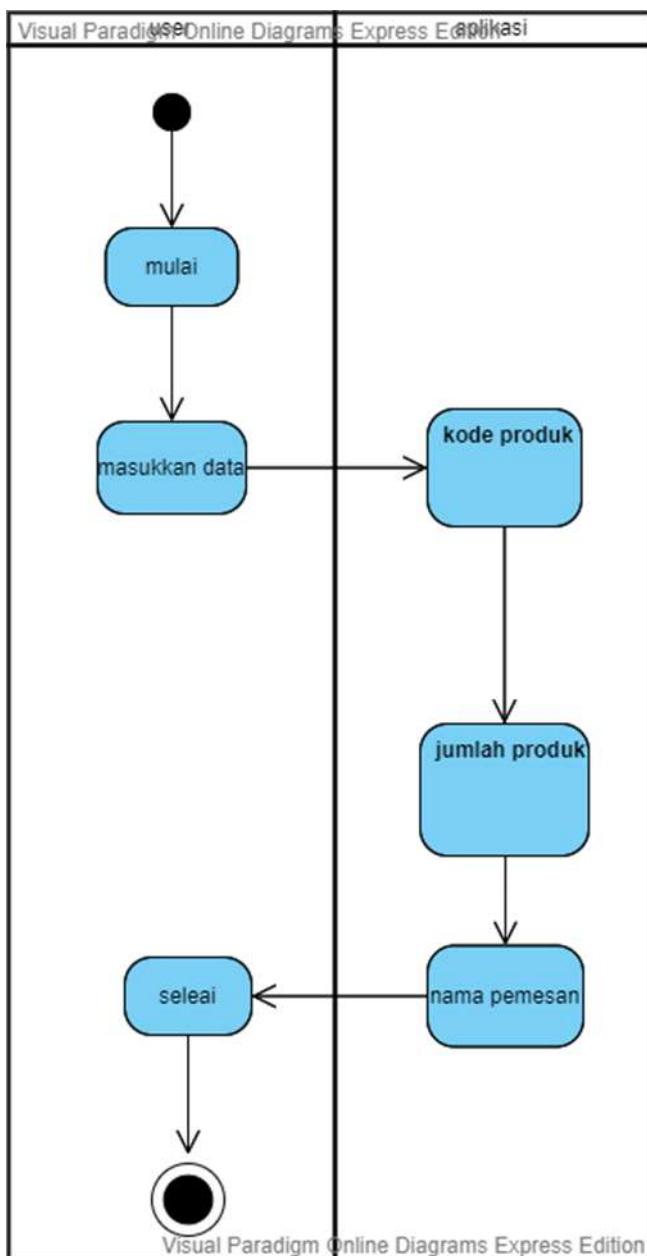 user
aplikasi
Visual Paradigm Online Diagrams Express Edition
mulai
masukkan data
kode produk
jumlah produk
nama pemesan
seleai
Visual Paradigm Online Diagrams Express Edition